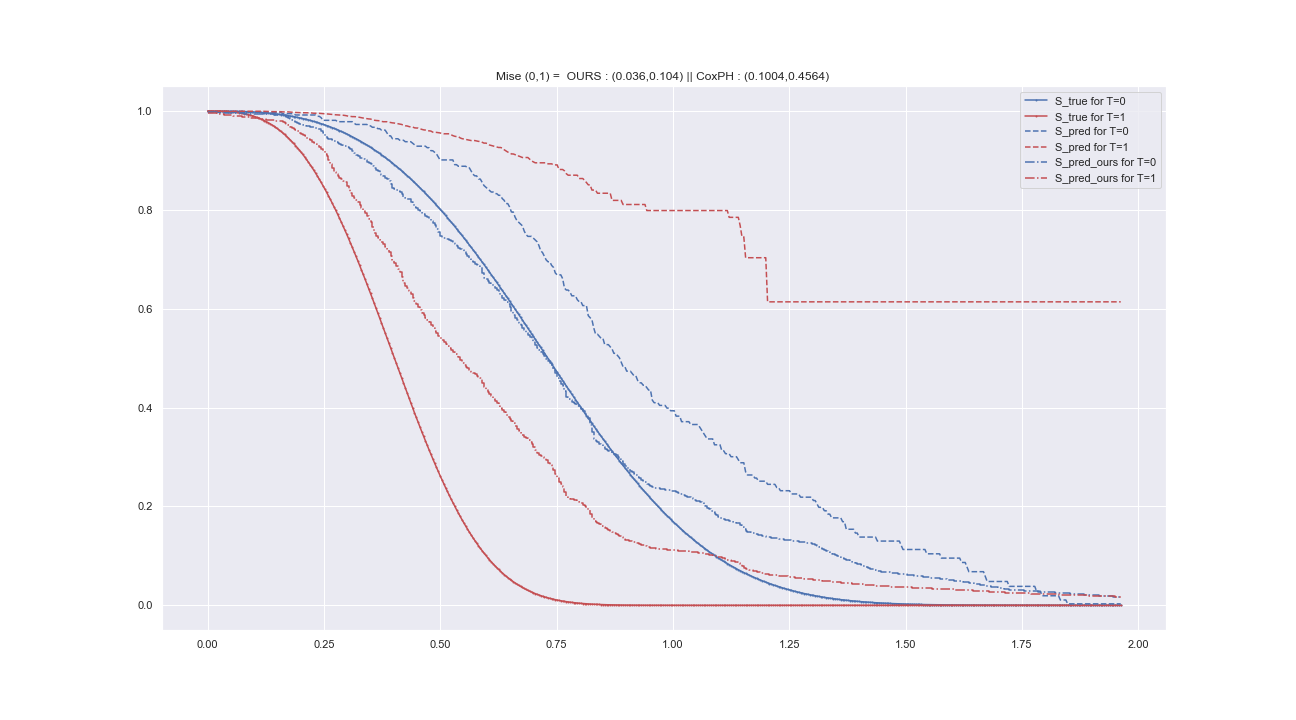 Mise (0,1) =  OURS : (0.036,0.104) || CoxPH : (0.1004,0.4564)
S_true for T=0
S_true for T=1
S_pred for T=0
S_pred for T=1
S_pred_ours for T=0
S_pred_ours for T=1
1.0
0.8
0.6
0.4
0.2
0.0
0.00 0.25 0.50 0.75 1.00 1.25 1.50 1.75 2.00